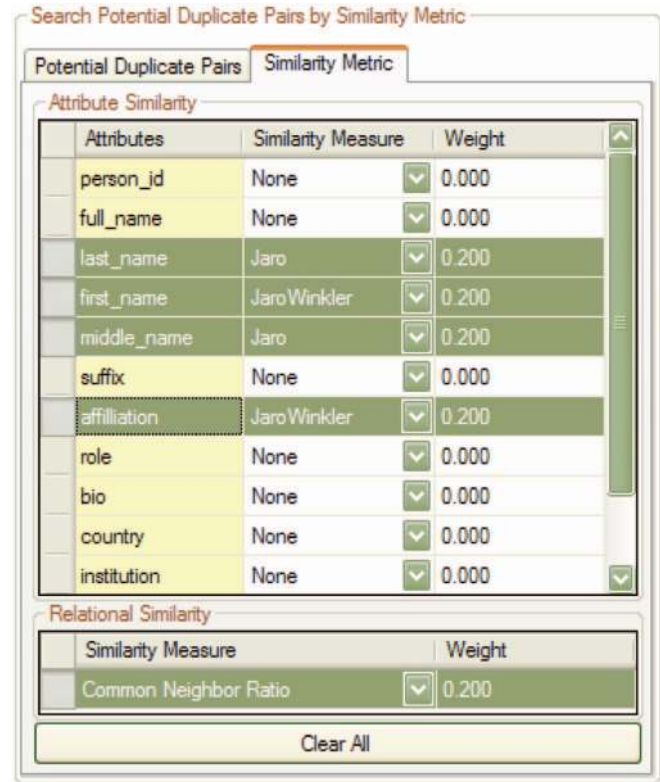 Search Potential Duplicate Pairs by Similarity Metric
Potential Duplicate Pairs Similarity Metric
Attribute Similarity
Attributes Similarity Measure Weight
person_id None 0.000
full_name None 0.000
last_name Jaro 0.200
first_name JaroWinkler 0.200
middle_name Jaro 0.200
suffix None 0.000
affilliation JaroWinkler 0.200
role None 0.000
bio None 0.000
country None 0.000
institution None 0.000
Relational Similarity
Similarity Measure Weight
Common Neighbor Ratio 0.200
Clear All